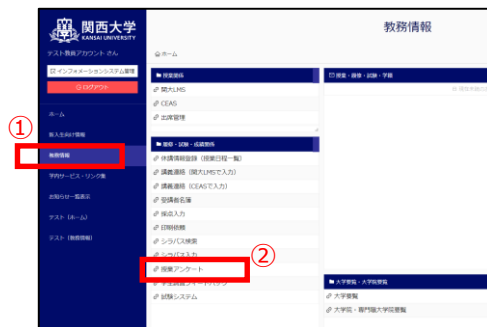 関西大学
KANSAI UNIVERSITY
テスト教員アカウント さん
インフォメーションシステム管理
ログアウト
ホーム
新入生向け情報
①
教務情報
学内サービス・リンク集
お知らせ一覧表示
テスト（ホーム）
テスト（教務情報）
教務情報
ホーム
授業関係
関大LMS
CEAS
出席管理
履修・試験・成績関係
休講情報登録（授業日程一覧）
講義連絡（関大LMSで入力）
講義連絡（CEASで入力）
受講者名簿
採点入力
印刷依頼
シラバス検索
シラバス入力
②
授業アンケート
試験システム
授業・履修・試験・学籍
大学要覧・大学院要覧
大学要覧
大学院・専門職大学院要覧